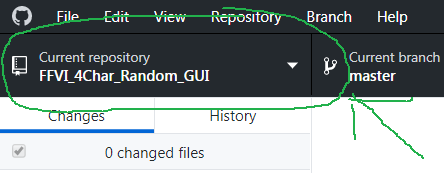 File Edit View Repository Branch Help
Current repository Current branch
FFVI_4Char_Random_GUI master
Changes History
0 changed files